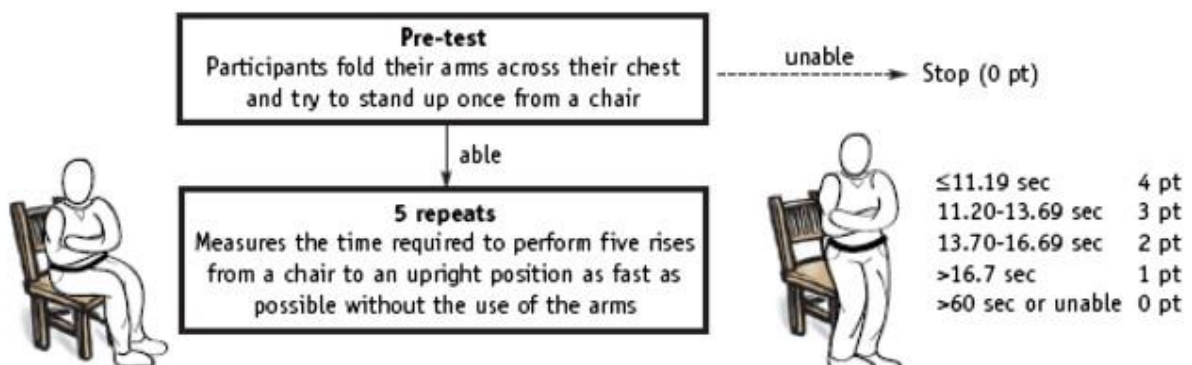 Pre-test
Participants fold their arms across their chest
and try to stand up once from a chair
unable
Stop (0 pt)
able
5 repeats
Measures the time required to perform five rises
from a chair to an upright position as fast as
possible without the use of the arms
≤11.19 sec 4 pt
11.20-13.69 sec 3 pt
13.70-16.69 sec 2 pt
>16.7 sec 1 pt
>60 sec or unable 0 pt